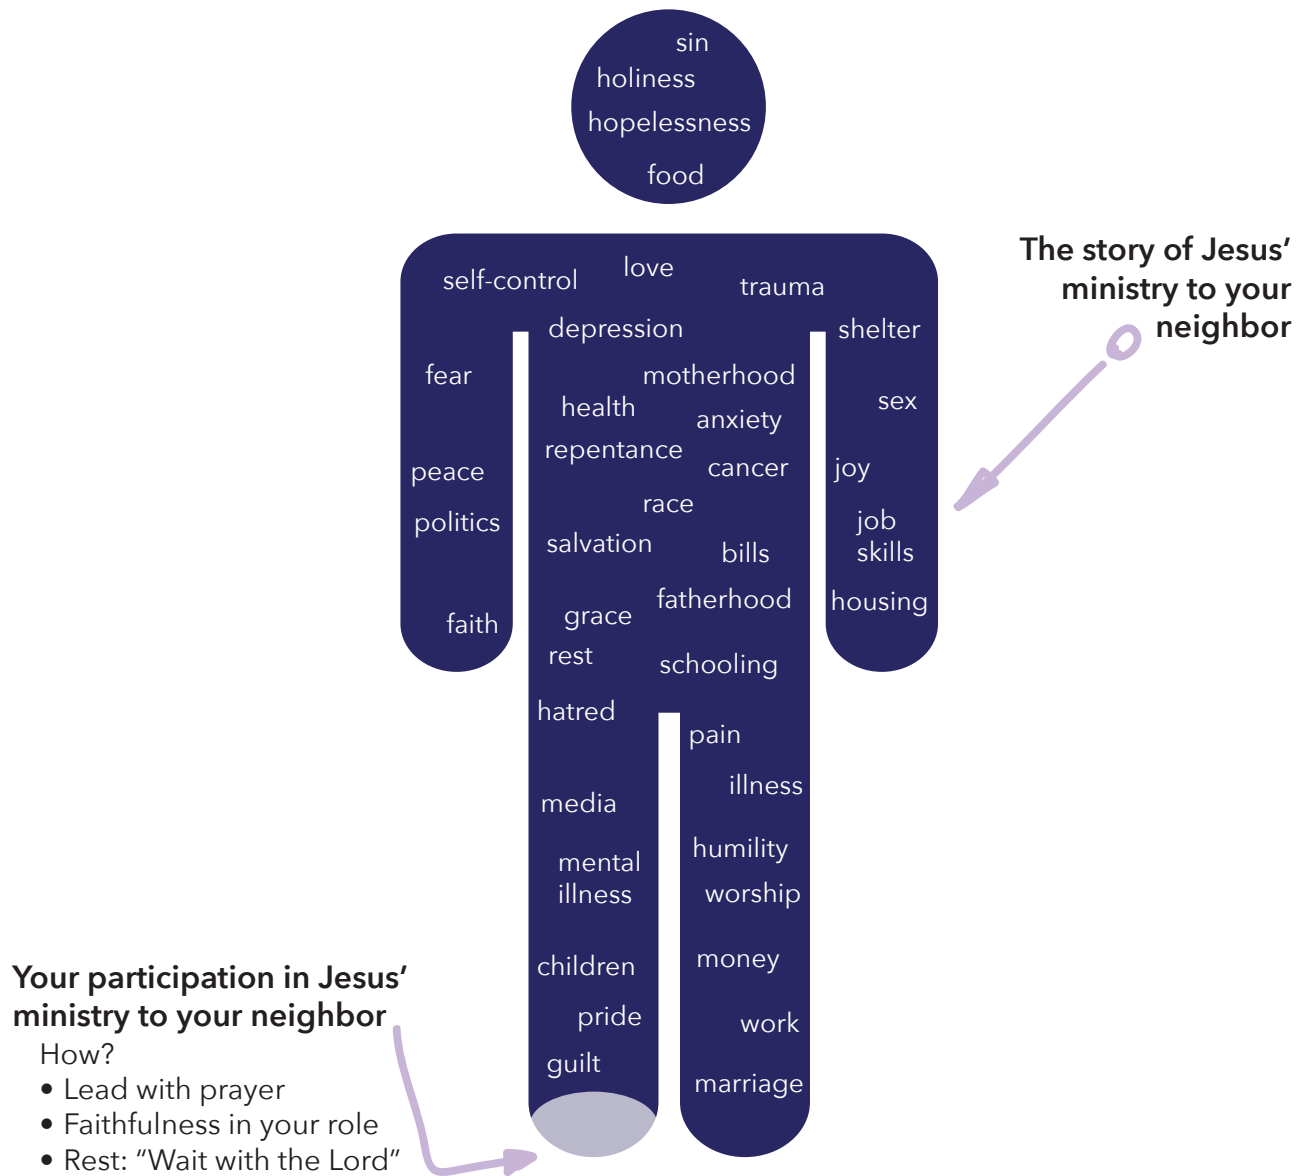 sin
holiness
hopelessness
food
self-control
love
trauma
depression
shelter
fear
motherhood
sex
health
anxiety
repentance
cancer
peace
joy
race
politics
job
skills
salvation
bills
fatherhood
housing
grace
faith
rest
schooling
hatred
pain
illness
media
humility
mental
illness
worship
children
money
pride
work
guilt
marriage
The story of Jesus’
ministry to your
neighbor
Your participation in Jesus’
ministry to your neighbor
How?
• Lead with prayer
• Faithfulness in your role
• Rest: “Wait with the Lord”